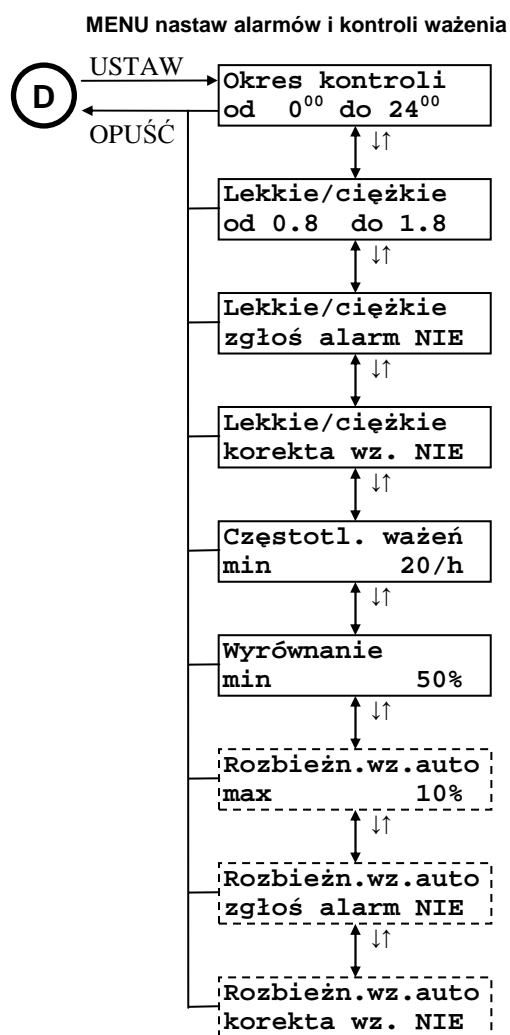 MENU nastaw alarmów i kontroli ważenia
USTAW
D
OPUŚĆ
Okres kontroli
od 0⁰⁰ do 24⁰⁰
↓↑
Lekkie/ciężkie
od 0.8 do 1.8
↓↑
Lekkie/ciężkie
zgłoś alarm NIE
↓↑
Lekkie/ciężkie
korekta wz. NIE
↓↑
Częstotl. ważeń
min 20/h
↓↑
Wyrównanie
min 50%
↓↑
Rozbieżn.wz.auto
max 10%
↓↑
Rozbieżn.wz.auto
zgłoś alarm NIE
↓↑
Rozbieżn.wz.auto
korekta wz. NIE